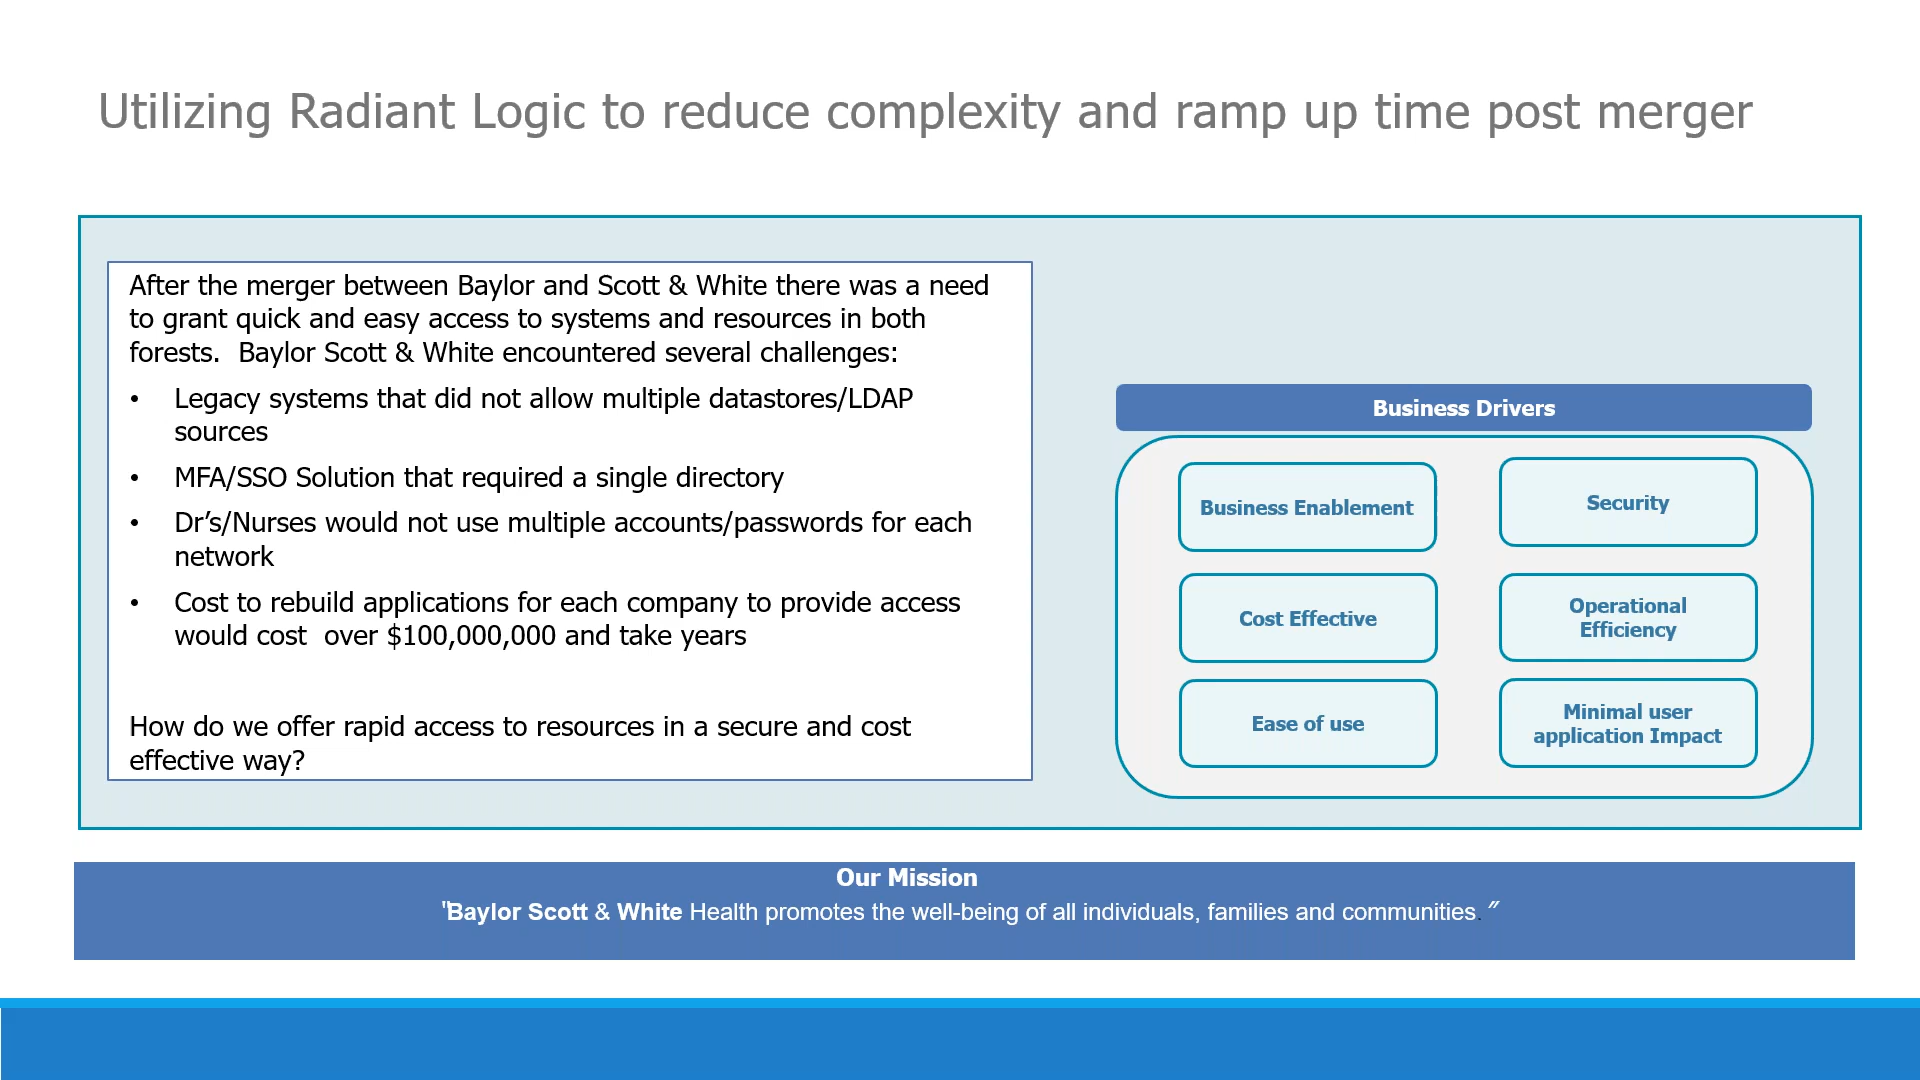 Utilizing Radiant Logic to reduce complexity and ramp up time post merger
After the merger between Baylor and Scott & White there was a need
to grant quick and easy access to systems and resources in both
forests.  Baylor Scott & White encountered several challenges:
• Legacy systems that did not allow multiple datastores/LDAP
sources
• MFA/SSO Solution that required a single directory
• Dr’s/Nurses would not use multiple accounts/passwords for each
network
• Cost to rebuild applications for each company to provide access
would cost  over $100,000,000 and take years
How do we offer rapid access to resources in a secure and cost
effective way?
Business Drivers
Business Enablement
Security
Cost Effective
Operational
Efficiency
Ease of use
Minimal user
application Impact
Our Mission
"Baylor Scott & White Health promotes the well-being of all individuals, families and communities.”